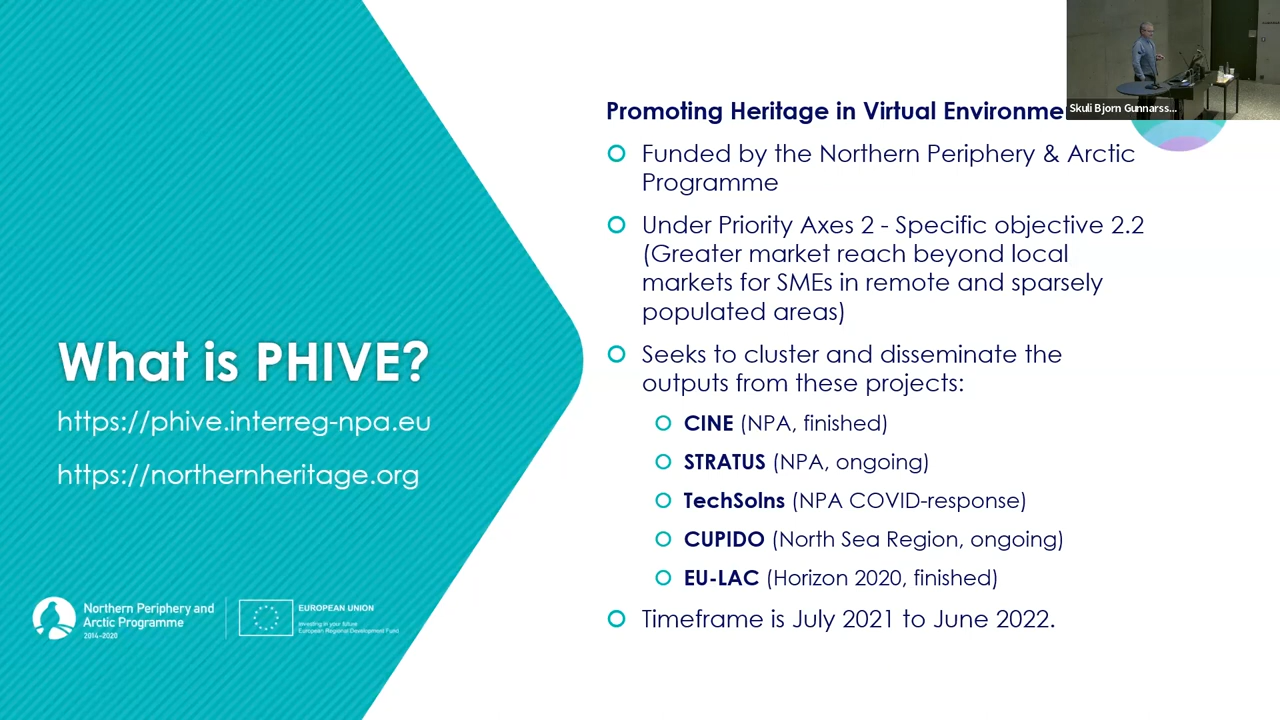 What is PHIVE?
https://phive.interreg-npa.eu
https://northernheritage.org
Northern Periphery and
Arctic Programme
2014–2020
EUROPEAN UNION
Investing in your future
European Regional Development Fund
Promoting Heritage in Virtual Environme
Funded by the Northern Periphery & Arctic
Programme
Under Priority Axes 2 - Specific objective 2.2
(Greater market reach beyond local
markets for SMEs in remote and sparsely
populated areas)
Seeks to cluster and disseminate the
outputs from these projects:
CINE (NPA, finished)
STRATUS (NPA, ongoing)
TechSolns (NPA COVID-response)
CUPIDO (North Sea Region, ongoing)
EU-LAC (Horizon 2020, finished)
Timeframe is July 2021 to June 2022.
Skuli Bjorn Gunnarss...